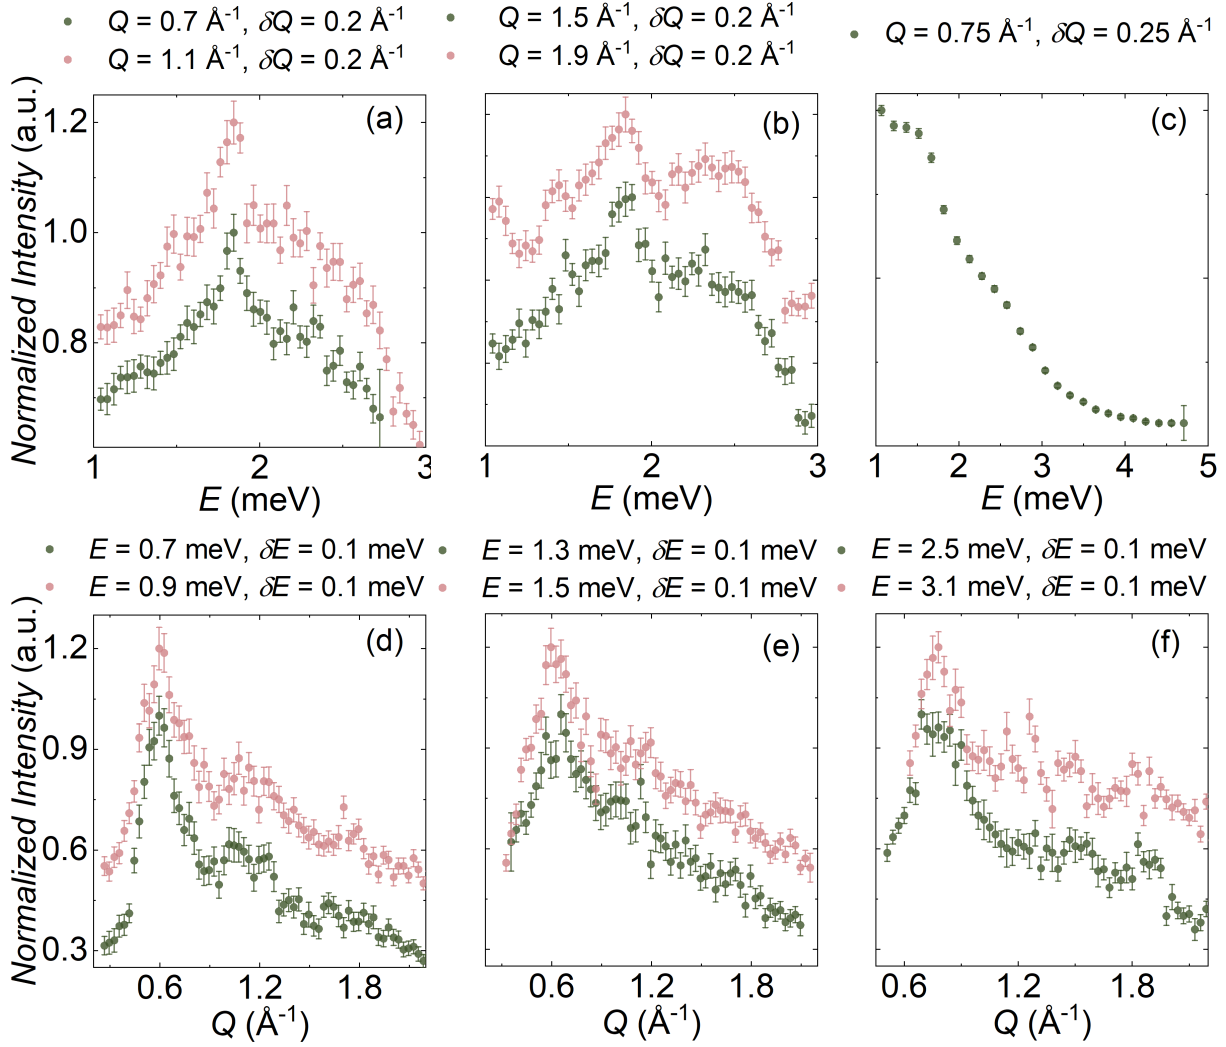 Q = 0.7 Å⁻¹, δQ = 0.2 Å⁻¹
Q = 1.1 Å⁻¹, δQ = 0.2 Å⁻¹
Q = 1.5 Å⁻¹, δQ = 0.2 Å⁻¹
Q = 1.9 Å⁻¹, δQ = 0.2 Å⁻¹
Q = 0.75 Å⁻¹, δQ = 0.25 Å⁻¹
Normalized Intensity (a.u.)
1.2
1.0
0.8
(a)
1 2 3
E (meV)
(b)
1 2 3
E (meV)
(c)
1 2 3 4 5
E (meV)
E = 0.7 meV, δE = 0.1 meV
E = 0.9 meV, δE = 0.1 meV
E = 1.3 meV, δE = 0.1 meV
E = 1.5 meV, δE = 0.1 meV
E = 2.5 meV, δE = 0.1 meV
E = 3.1 meV, δE = 0.1 meV
Normalized Intensity (a.u.)
1.2
0.9
0.6
0.3
(d)
0.6 1.2 1.8
Q (Å⁻¹)
(e)
0.6 1.2 1.8
Q (Å⁻¹)
(f)
0.6 1.2 1.8
Q (Å⁻¹)